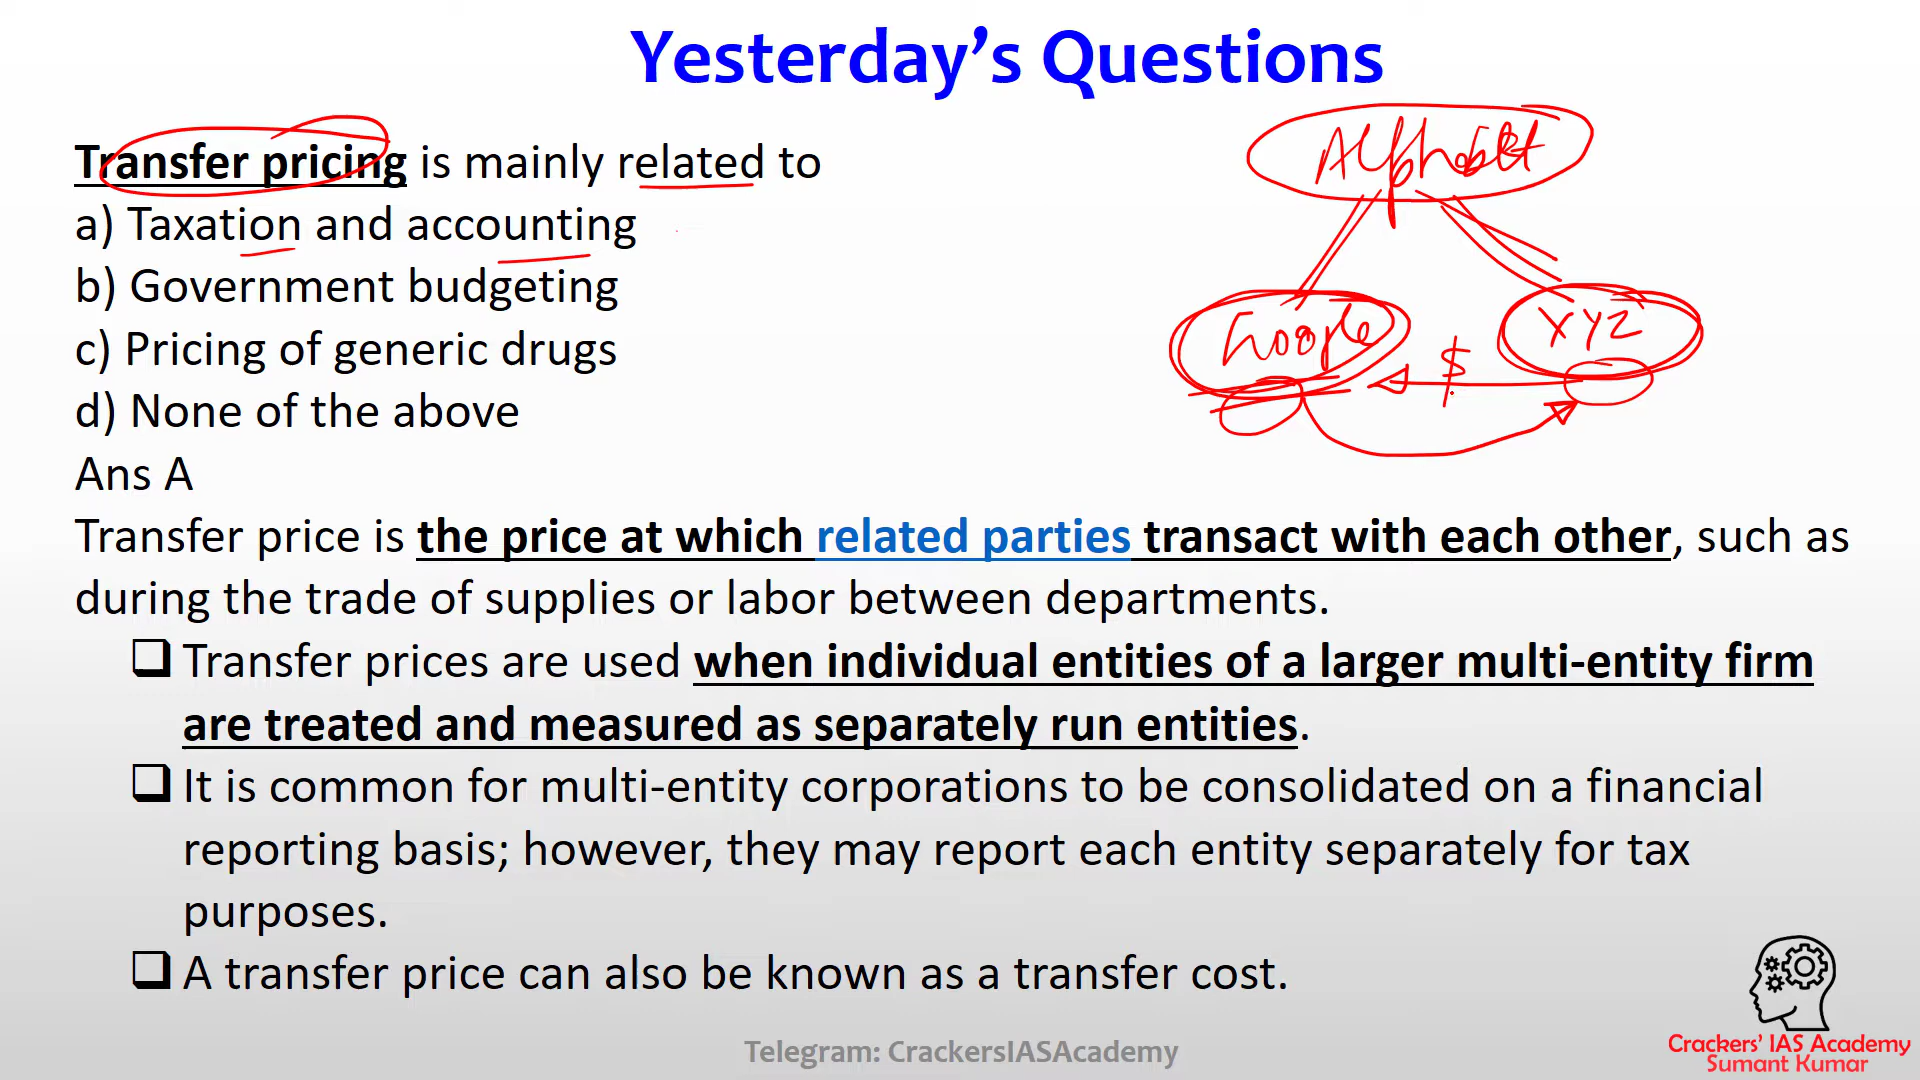 Yesterday's Questions
Transfer pricing is mainly related to
a) Taxation and accounting
b) Government budgeting
c) Pricing of generic drugs
d) None of the above
Ans A
Alphabet
Google
XYZ
$
Transfer price is the price at which related parties transact with each other, such as
during the trade of supplies or labor between departments.
❑ Transfer prices are used when individual entities of a larger multi-entity firm
are treated and measured as separately run entities.
❑ It is common for multi-entity corporations to be consolidated on a financial
reporting basis; however, they may report each entity separately for tax
purposes.
❑ A transfer price can also be known as a transfer cost.
Telegram: CrackersIASAcademy
Crackers' IAS Academy
Sumant Kumar